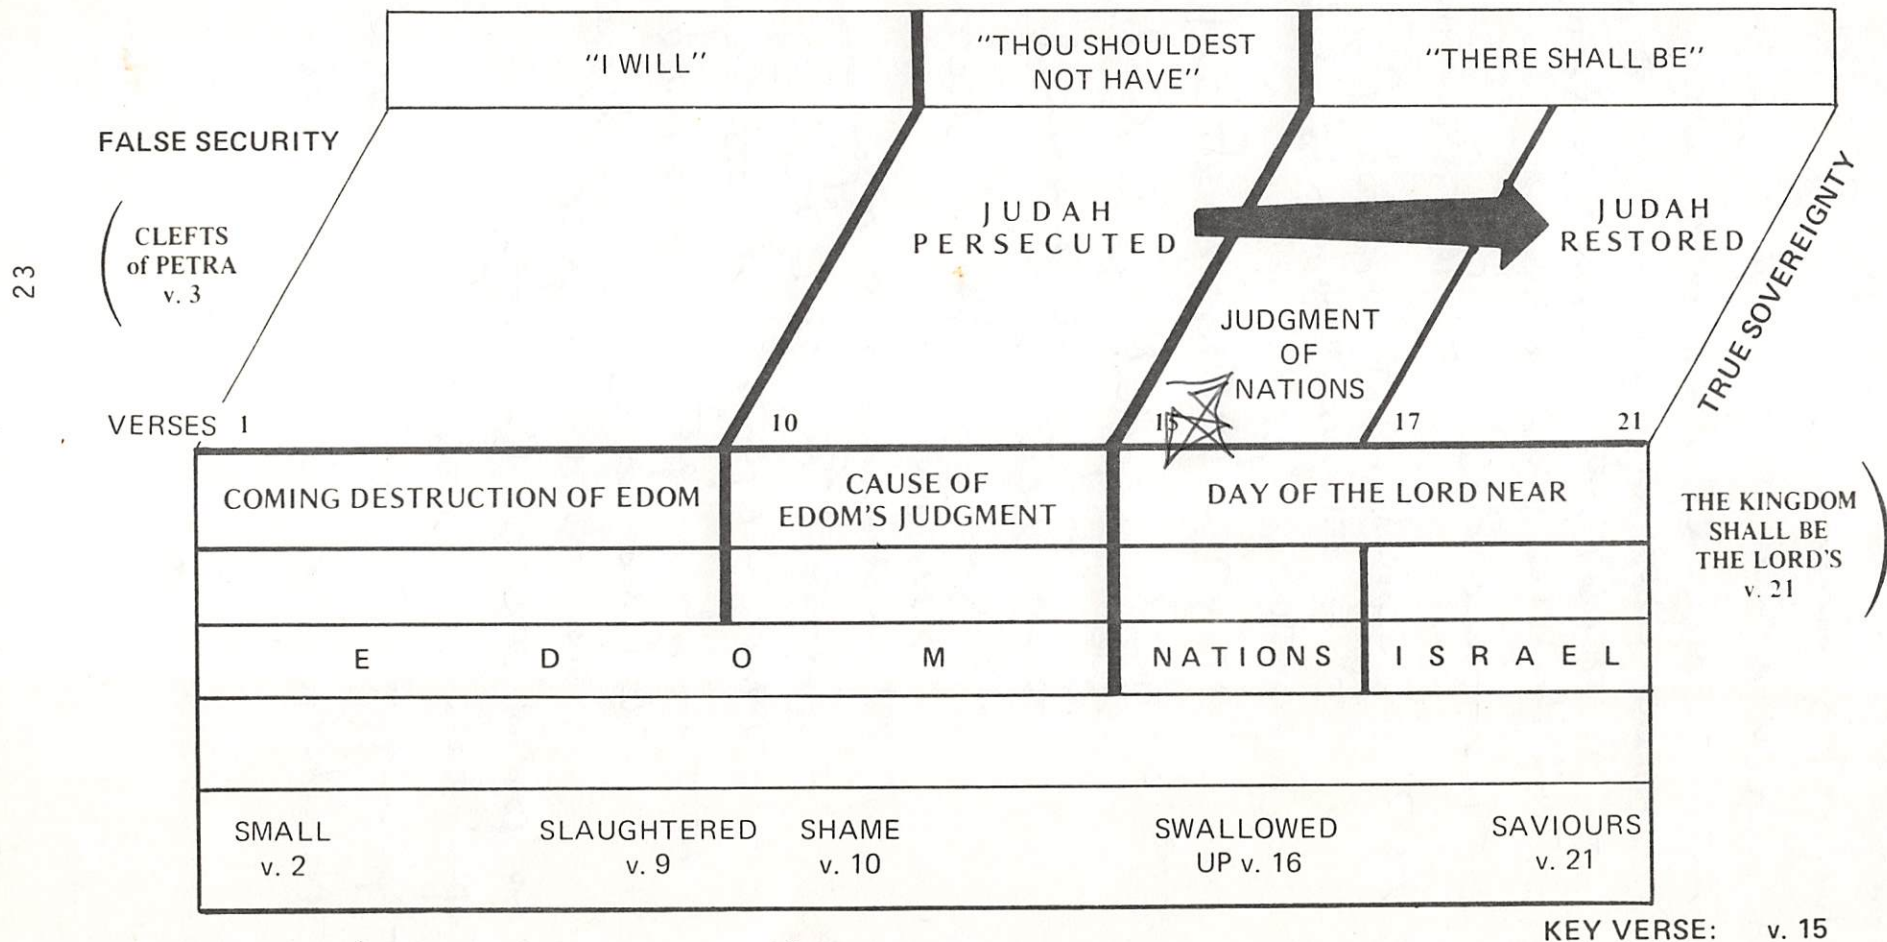 "I WILL"
"THOU SHOULDEST
NOT HAVE"
"THERE SHALL BE"
FALSE SECURITY
CLEFTS
of PETRA
v. 3
23
JUDAH
PERSECUTED
JUDAH
RESTORED
TRUE SOVEREIGNTY
JUDGMENT
OF
NATIONS
VERSES 1
10
15
17
21
COMING DESTRUCTION OF EDOM
CAUSE OF
EDOM'S JUDGMENT
DAY OF THE LORD NEAR
THE KINGDOM
SHALL BE
THE LORD'S
v. 21
E D O M
NATIONS
ISRAEL
SMALL
v. 2
SLAUGHTERED
v. 9
SHAME
v. 10
SWALLOWED
UP v. 16
SAVIOURS
v. 21
KEY VERSE: v. 15